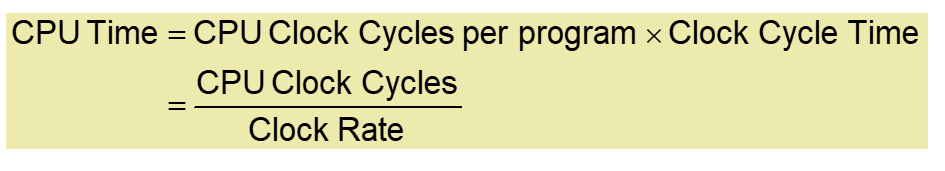 CPU Time = CPU Clock Cycles per program × Clock Cycle Time
= CPU Clock Cycles
Clock Rate